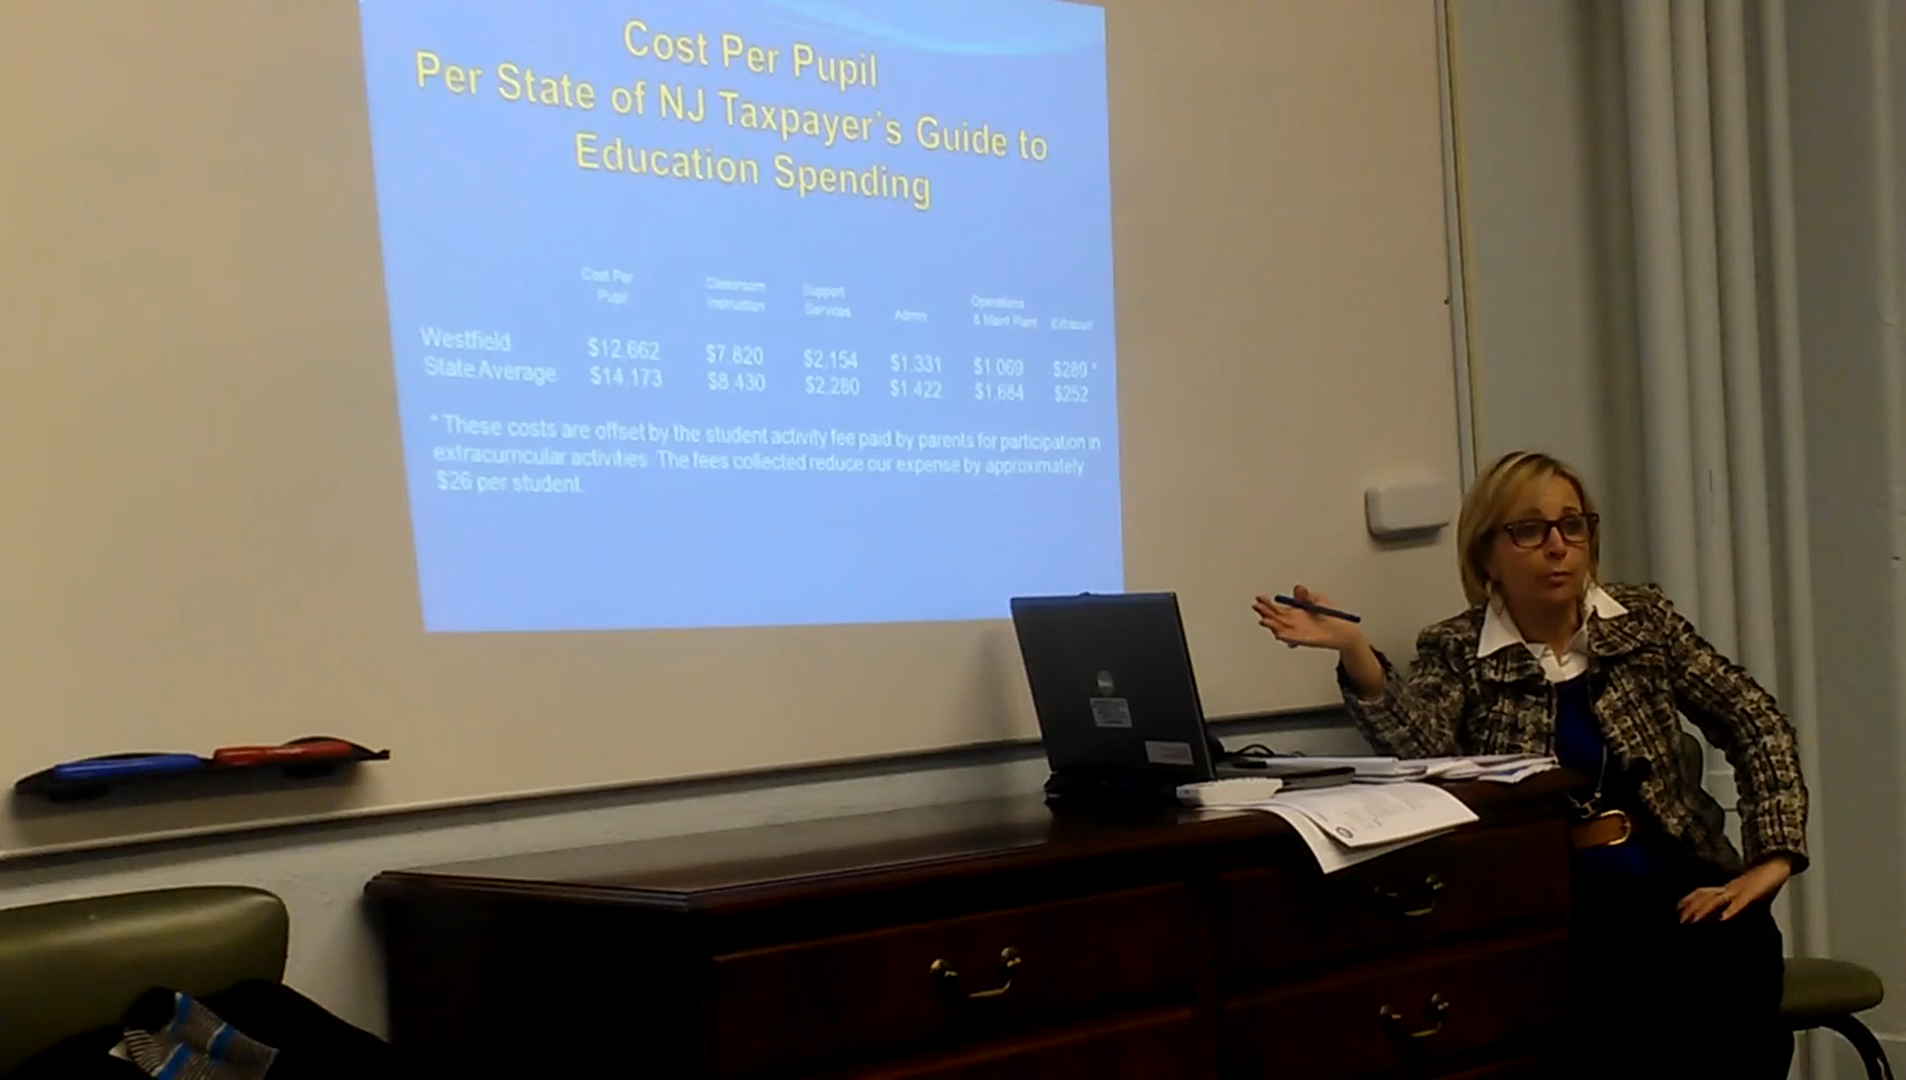 Cost Per Pupil
Per State of NJ Taxpayer's Guide to
Education Spending
Cost Per
Pupil
Classroom
Instruction
Support
Services
Admin
Operations
& Maint Plant
Extracurr
Westfield $12,662 $7,820 $2,154 $1,331 $1,069 $289 *
State Average $14,173 $8,430 $2,280 $1,422 $1,684 $252
* These costs are offset by the student activity fee paid by parents for participation in
extracurricular activities. The fees collected reduce our expense by approximately
$26 per student.